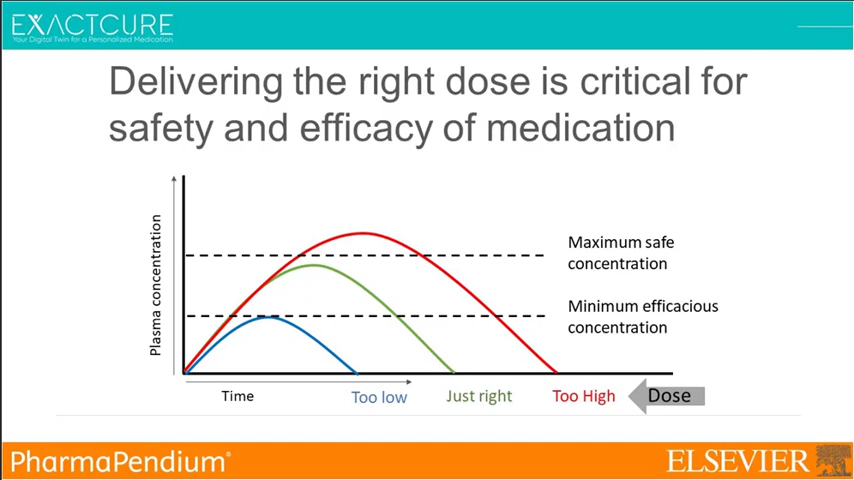 EXACTCURE
Your Digital Twin for a Personalized Medication
Delivering the right dose is critical for
safety and efficacy of medication
Plasma concentration
Maximum safe
concentration
Minimum efficacious
concentration
Time
Too low
Just right
Too High
Dose
PharmaPendium®
ELSEVIER